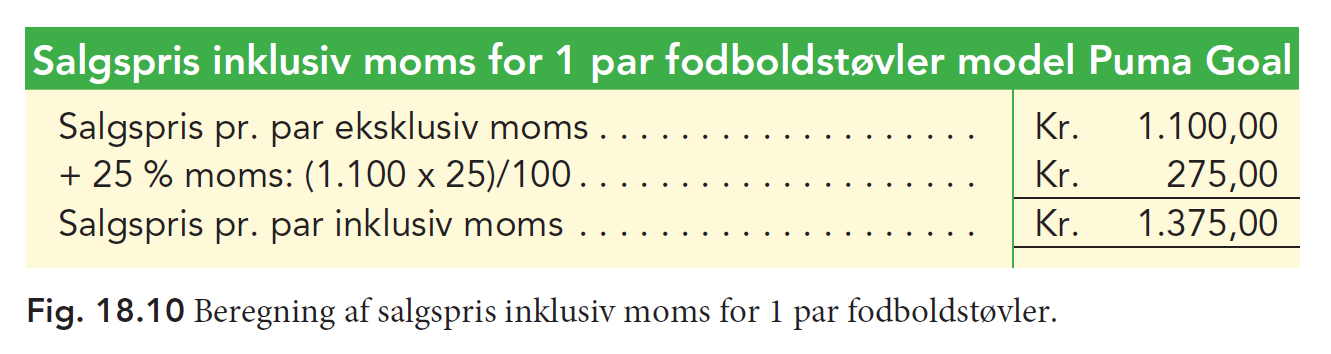 Salgspris inklusiv moms for 1 par fodboldstøvler model Puma Goal
Salgspris pr. par eksklusiv moms . . . . . . . . . . . . . . . . . . . Kr. 1.100,00
+ 25 % moms: (1.100 x 25)/100 . . . . . . . . . . . . . . . . . . . . Kr. 275,00
Salgspris pr. par inklusiv moms . . . . . . . . . . . . . . . . . . . . Kr. 1.375,00
Fig. 18.10 Beregning af salgspris inklusiv moms for 1 par fodboldstøvler.